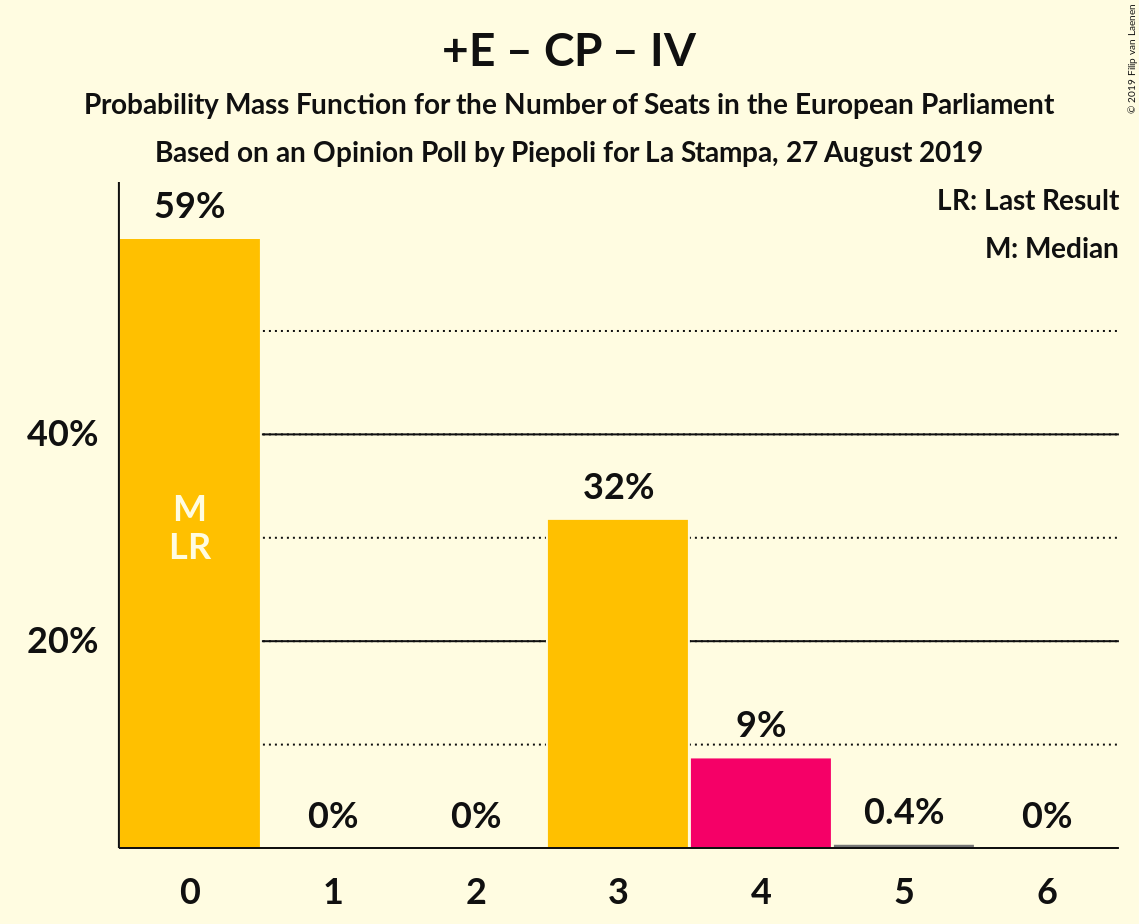 +E – CP – IV
Probability Mass Function for the Number of Seats in the European Parliament
Based on an Opinion Poll by Piepoli for La Stampa, 27 August 2019
© 2019 Filip van Laenen
LR: Last Result
M: Median
59%
40%
32%
M
LR
20%
9%
0%
0%
0.4%
0%
0
1
2
3
4
5
6